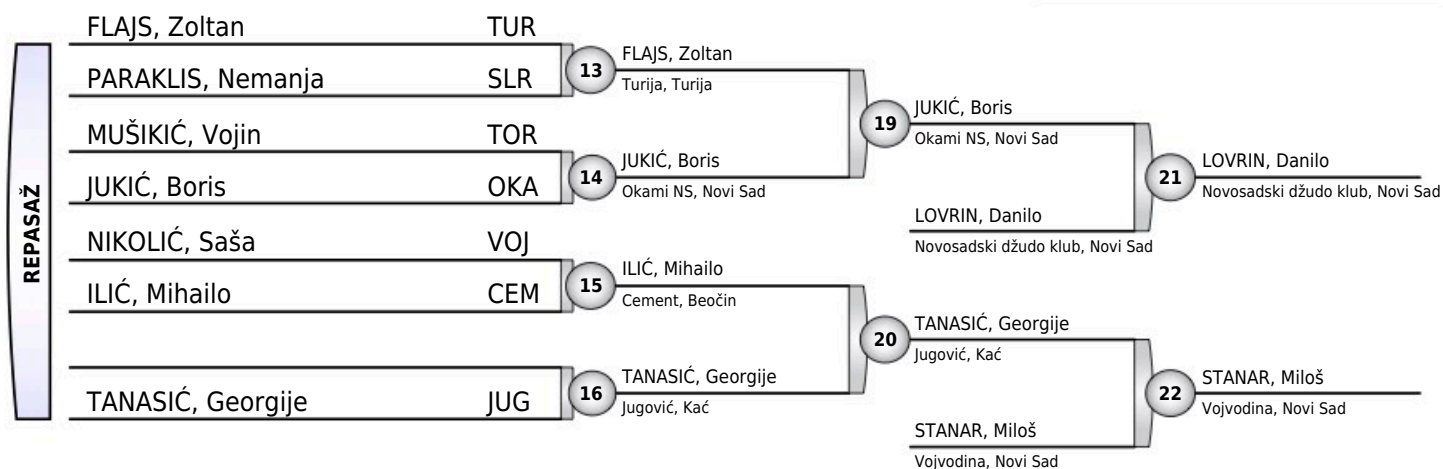 REPASAŽ
FLAJS, Zoltan TUR
PARAKLIS, Nemanja SLR
MUŠIKIĆ, Vojin TOR
JUKIĆ, Boris OKA
NIKOLIĆ, Saša VOJ
ILIĆ, Mihailo CEM
TANASIĆ, Georgije JUG
13
FLAJS, Zoltan
Turija, Turija
14
JUKIĆ, Boris
Okami NS, Novi Sad
15
ILIĆ, Mihailo
Cement, Beočin
16
TANASIĆ, Georgije
Jugović, Kać
19
JUKIĆ, Boris
Okami NS, Novi Sad
LOVRIN, Danilo
Novosadski džudo klub, Novi Sad
20
TANASIĆ, Georgije
Jugović, Kać
STANAR, Miloš
Vojvodina, Novi Sad
21
LOVRIN, Danilo
Novosadski džudo klub, Novi Sad
22
STANAR, Miloš
Vojvodina, Novi Sad